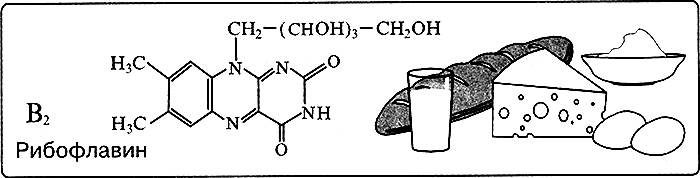 CH₂–(CHOH)₃–CH₂OH
H₃C N N O
H₃C N NH
O
B₂
Рибофлавин